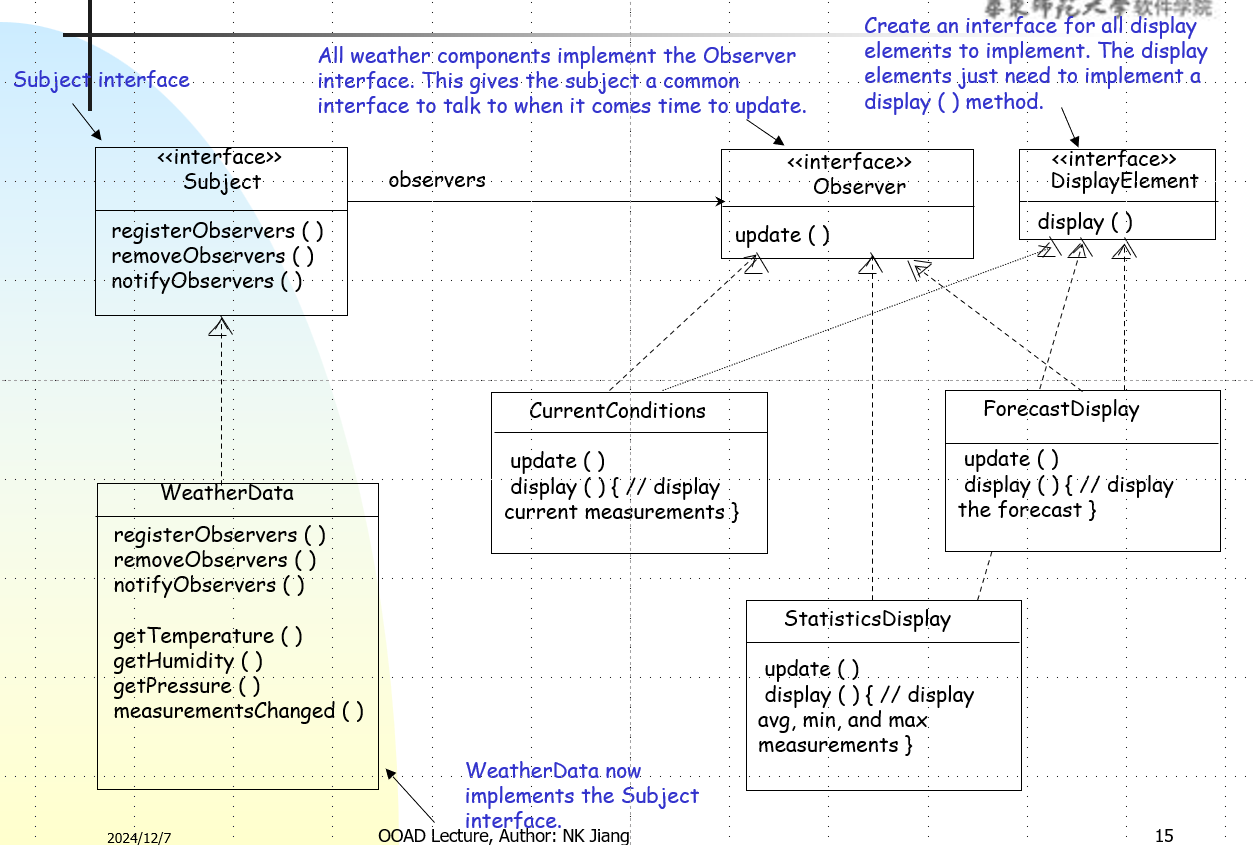 華東師范大学软件学院
Subject interface
All weather components implement the Observer
interface. This gives the subject a common
interface to talk to when it comes time to update.
Create an interface for all display
elements to implement. The display
elements just need to implement a
display ( ) method.
<<interface>>
Subject
registerObservers ( )
removeObservers ( )
notifyObservers ( )
observers
<<interface>>
Observer
update ( )
<<interface>>
DisplayElement
display ( )
CurrentConditions
update ( )
display ( ) { // display
current measurements }
ForecastDisplay
update ( )
display ( ) { // display
the forecast }
WeatherData
registerObservers ( )
removeObservers ( )
notifyObservers ( )
getTemperature ( )
getHumidity ( )
getPressure ( )
measurementsChanged ( )
StatisticsDisplay
update ( )
display ( ) { // display
avg, min, and max
measurements }
WeatherData now
implements the Subject
interface.
2024/12/7
OOAD Lecture, Author: NK Jiang
15